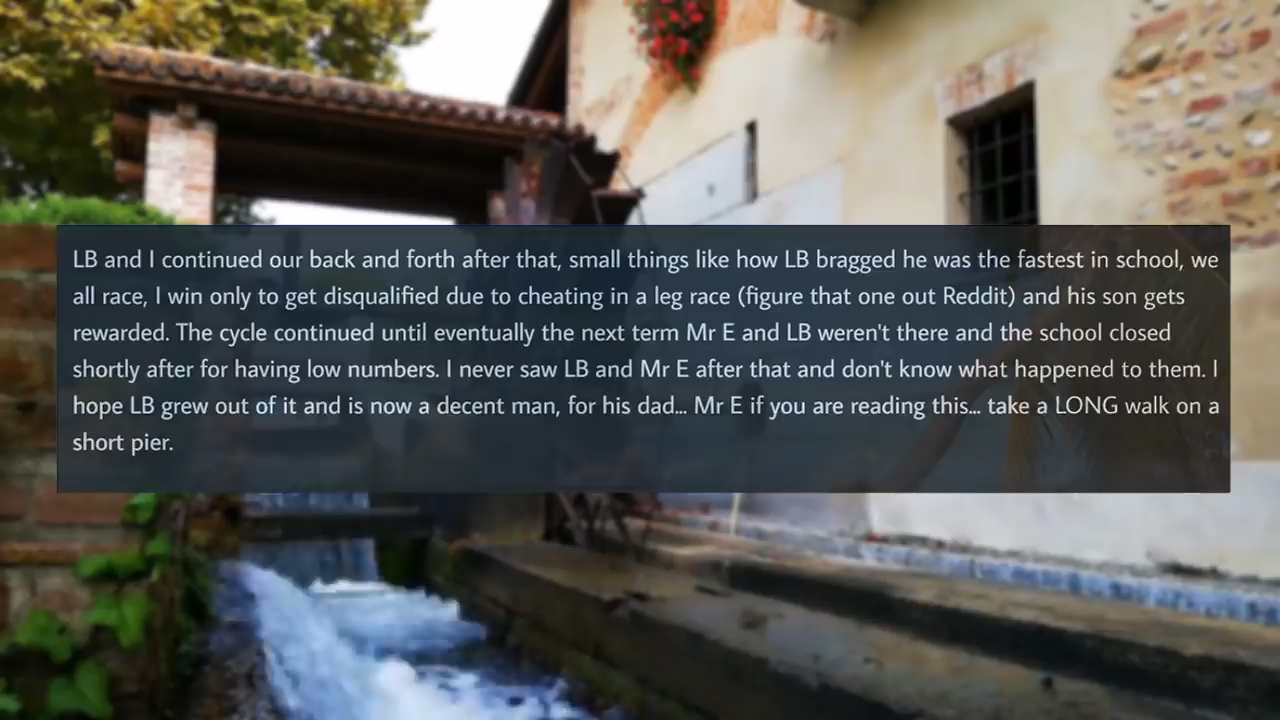 LB and I continued our back and forth after that, small things like how LB bragged he was the fastest in school, we
all race, I win only to get disqualified due to cheating in a leg race (figure that one out Reddit) and his son gets
rewarded. The cycle continued until eventually the next term Mr E and LB weren't there and the school closed
shortly after for having low numbers. I never saw LB and Mr E after that and don't know what happened to them. I
hope LB grew out of it and is now a decent man, for his dad... Mr E if you are reading this... take a LONG walk on a
short pier.